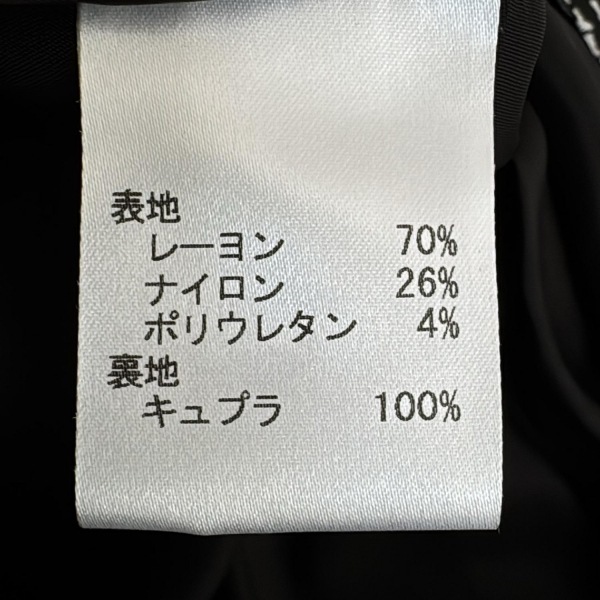 表地
レーヨン 70%
ナイロン 26%
ポリウレタン 4%
裏地
キュプラ 100%